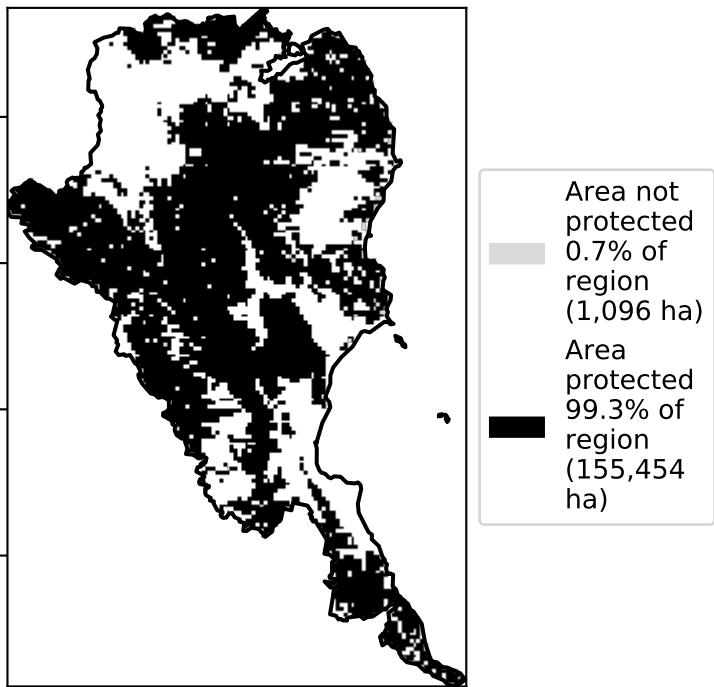 Area not
protected
0.7% of
region
(1,096 ha)
Area
protected
99.3% of
region
(155,454
ha)